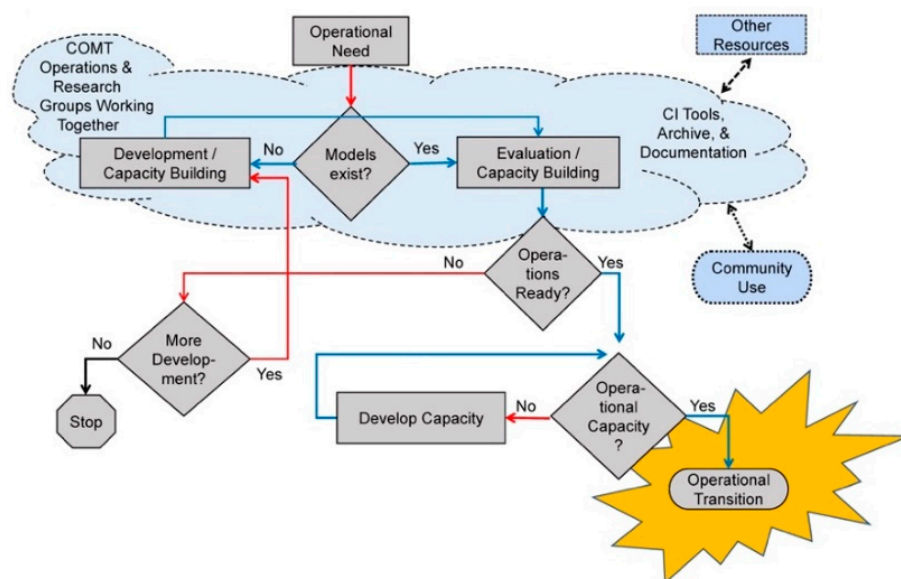 COMT
Operations &
Research
Groups Working
Together
Operational
Need
Other
Resources
CI Tools,
Archive, &
Documentation
Development /
Capacity Building
No
Models
exist?
Yes
Evaluation /
Capacity Building
No
Opera-
tions
Ready?
Yes
Community
Use
No
More
Develop-
ment?
Yes
Stop
Develop Capacity
No
Opera-
tional
Capacity
?
Yes
Operational
Transition